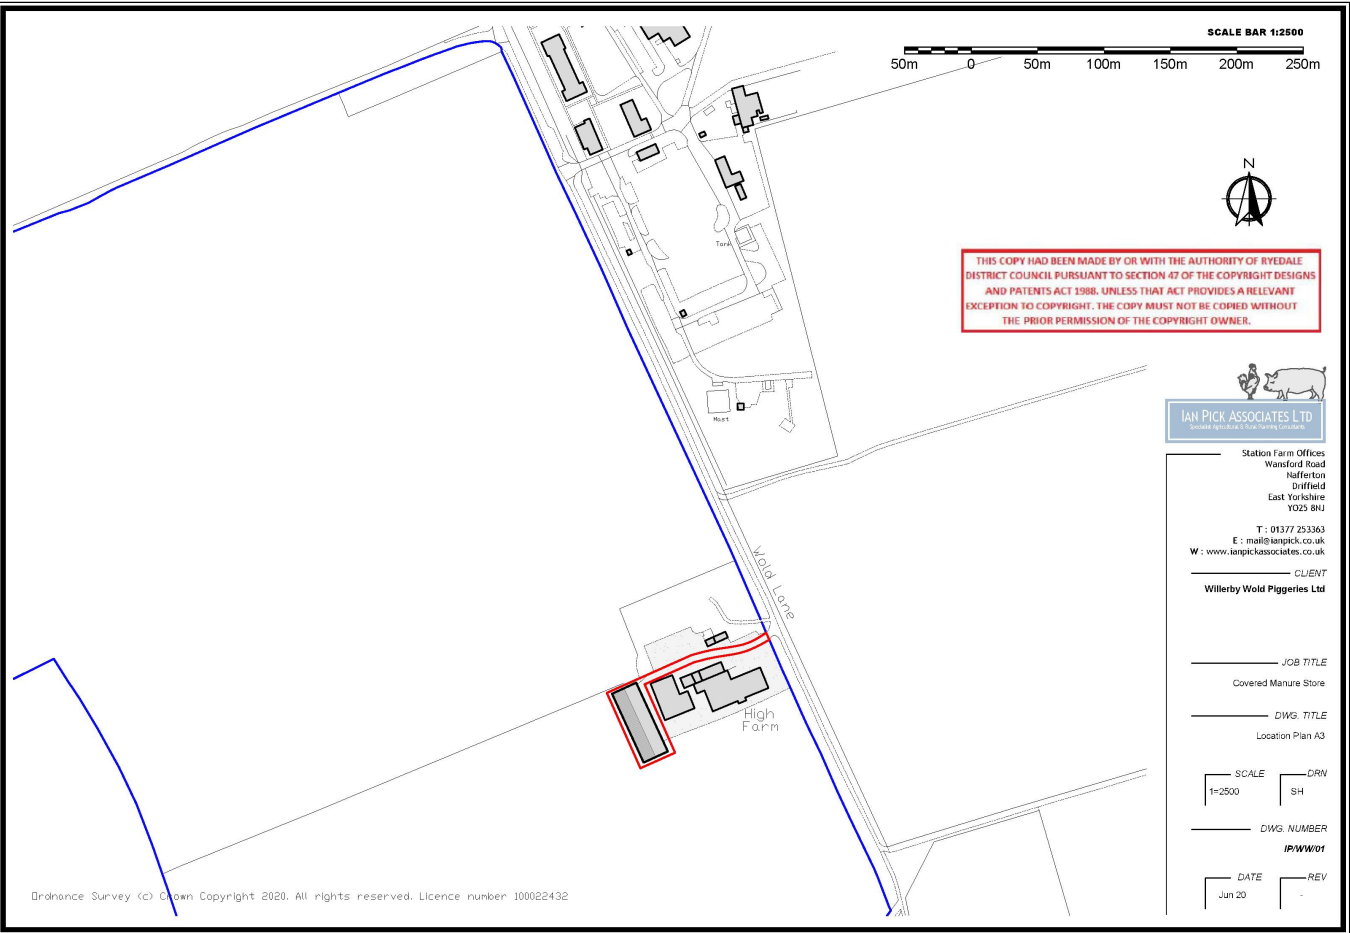 SCALE BAR 1:2500
50m 0 50m 100m 150m 200m 250m
N
THIS COPY HAD BEEN MADE BY OR WITH THE AUTHORITY OF RYEDALE
DISTRICT COUNCIL PURSUANT TO SECTION 47 OF THE COPYRIGHT DESIGNS
AND PATENTS ACT 1988. UNLESS THAT ACT PROVIDES A RELEVANT
EXCEPTION TO COPYRIGHT. THE COPY MUST NOT BE COPIED WITHOUT
THE PRIOR PERMISSION OF THE COPYRIGHT OWNER.
Tank
Mast
Wold Lane
High
Farm
IAN PICK ASSOCIATES LTD
Specialist Agricultural & Rural Planning Consultants
Station Farm Offices
Wansford Road
Nafferton
Driffield
East Yorkshire
YO25 8NJ
T : 01377 253363
E : mail@ianpick.co.uk
W : www.ianpickassociates.co.uk
CLIENT
Willerby Wold Piggeries Ltd
JOB TITLE
Covered Manure Store
DWG. TITLE
Location Plan A3
SCALE DRN
1=2500 SH
DWG. NUMBER
IP/WW/01
DATE REV
Jun 20 -
Ordnance Survey (c) Crown Copyright 2020. All rights reserved. Licence number 100022432